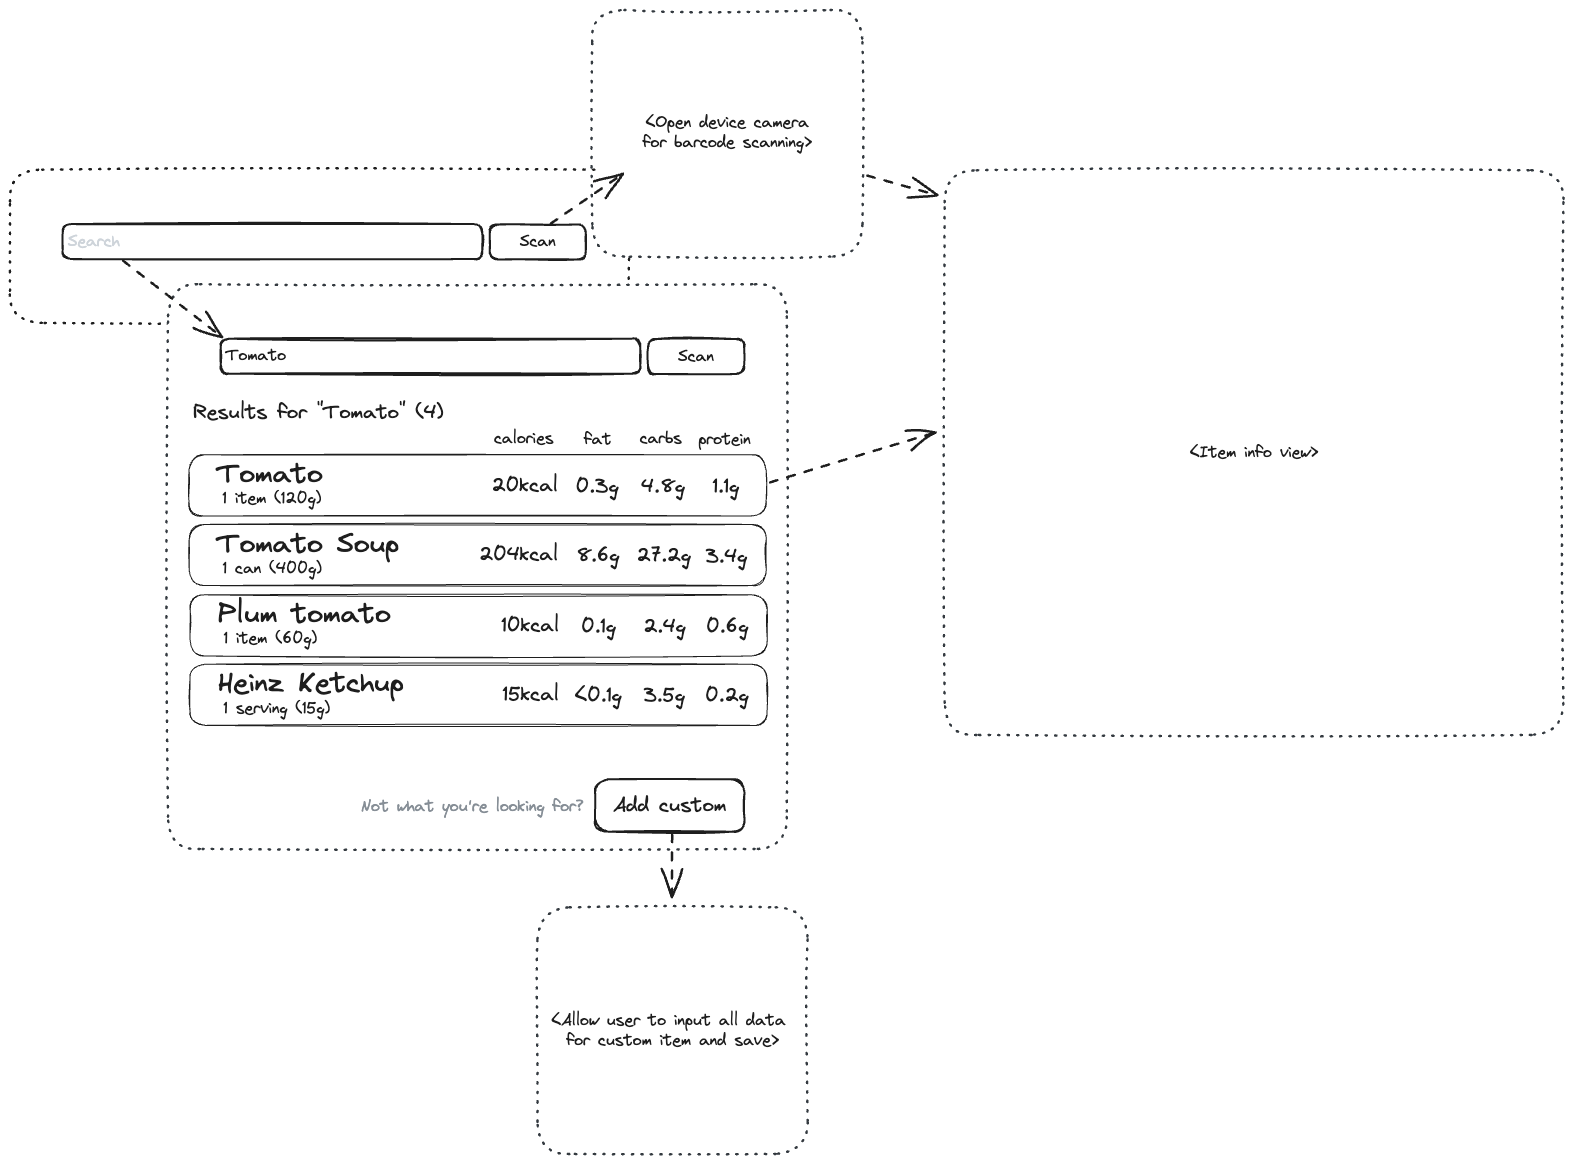 <Open device camera
for barcode scanning>
Search
Scan
Tomato
Scan
Results for "Tomato" (4)
calories fat carbs protein
Tomato
1 item (120g)
20kcal 0.3g 4.8g 1.1g
Tomato Soup
1 can (400g)
204kcal 8.6g 27.2g 3.4g
Plum tomato
1 item (60g)
10kcal 0.1g 2.4g 0.6g
Heinz Ketchup
1 serving (15g)
15kcal <0.1g 3.5g 0.2g
Not what you're looking for?
Add custom
<Item info view>
<Allow user to input all data
for custom item and save>